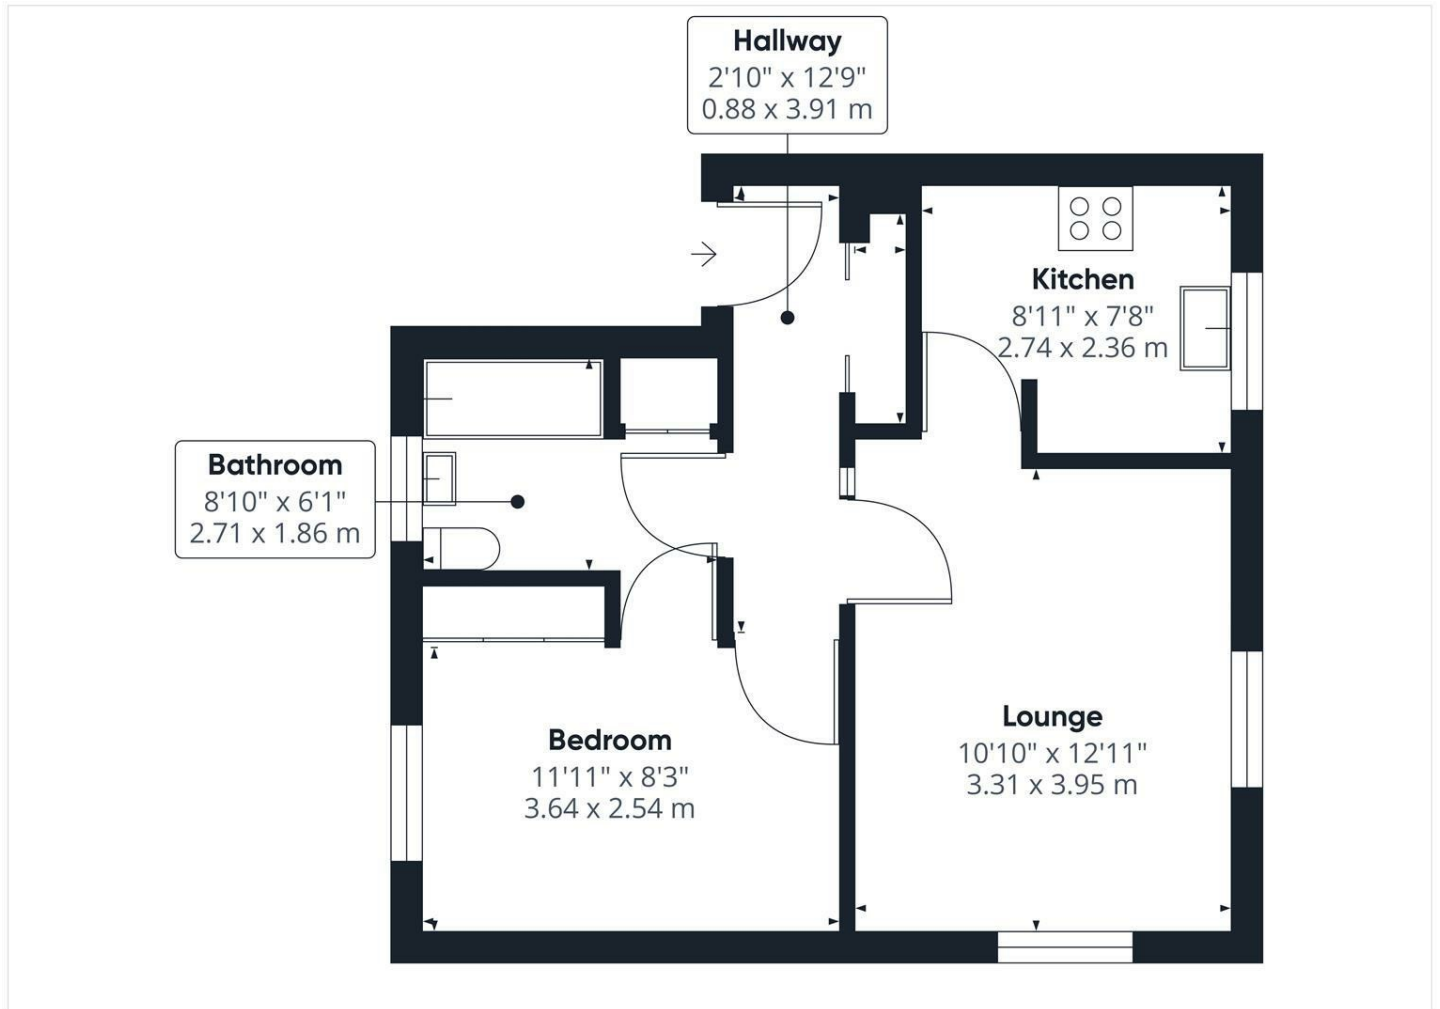 Hallway
2'10" x 12'9"
0.88 x 3.91 m
Kitchen
8'11" x 7'8"
2.74 x 2.36 m
Bathroom
8'10" x 6'1"
2.71 x 1.86 m
Lounge
10'10" x 12'11"
3.31 x 3.95 m
Bedroom
11'11" x 8'3"
3.64 x 2.54 m